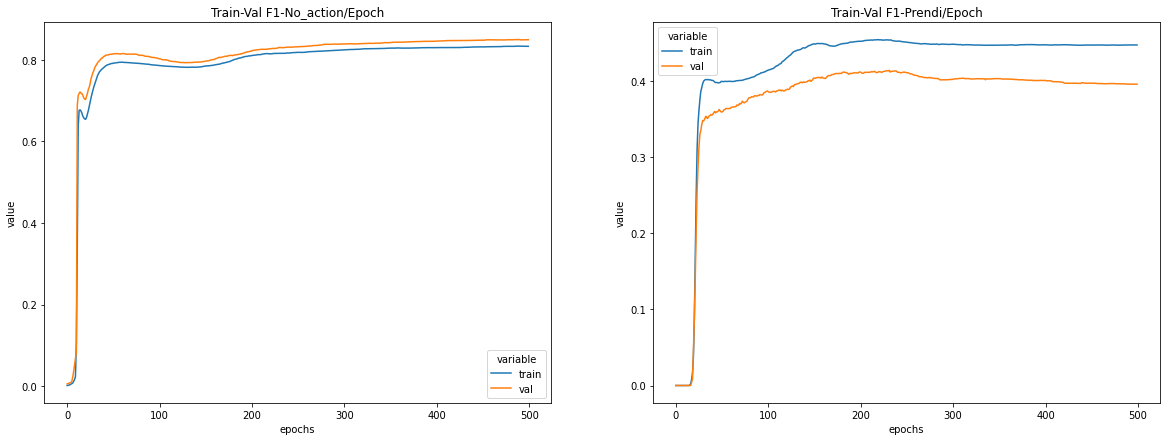 Train-Val F1-No_action/Epoch
value
0.8
0.6
0.4
0.2
0.0
0
100
200
300
400
500
epochs
variable
train
val
Train-Val F1-Prendi/Epoch
variable
train
val
value
0.4
0.3
0.2
0.1
0.0
0
100
200
300
400
500
epochs